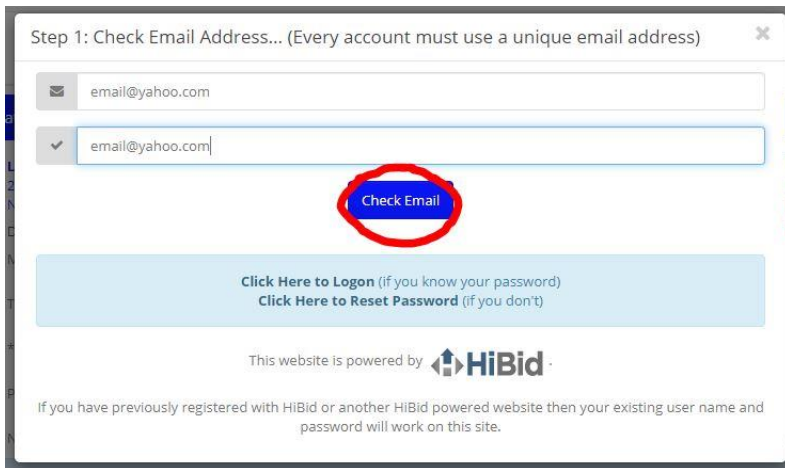 Step 1: Check Email Address... (Every account must use a unique email address)
email@yahoo.com
email@yahoo.com
Check Email
Click Here to Logon (if you know your password)
Click Here to Reset Password (if you don't)
This website is powered by HiBid .
If you have previously registered with HiBid or another HiBid powered website then your existing user name and
password will work on this site.